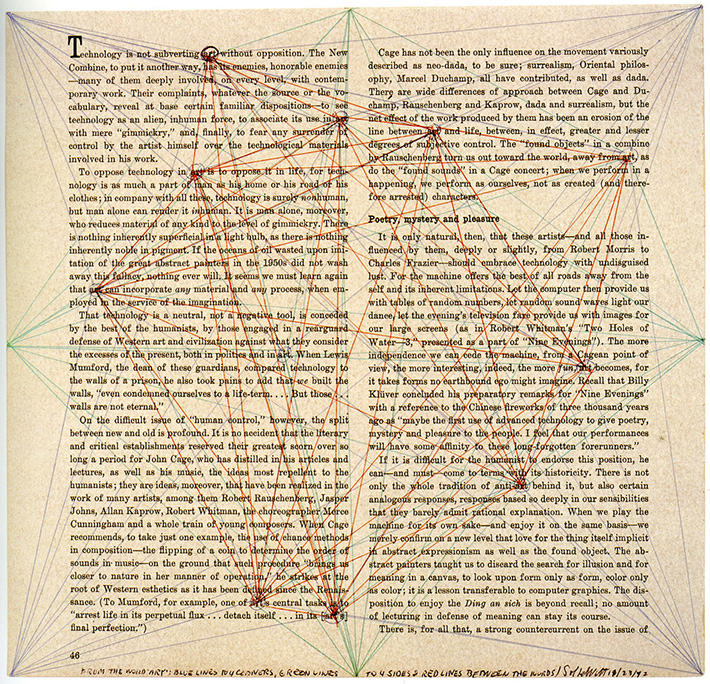 Technology is not subverting art without opposition. The New
Combine, to put it another way, has its enemies, honorable enemies
—many of them deeply involved, on every level, with contem-
porary work. Their complaints, whatever the source or the vo-
cabulary, reveal at base certain familiar dispositions—to see
technology as an alien, inhuman force, to associate its use in art
with mere “gimmickry,” and, finally, to fear any surrender of
control by the artist himself over the technological materials
involved in his work.
To oppose technology in art is to oppose it in life, for tech-
nology is as much a part of man as his home or his road or his
clothes; in company with all these, technology is surely nonhuman,
but man alone can render it inhuman. It is man alone, moreover,
who reduces material of any kind to the level of gimmickry. There
is nothing inherently superficial in a light bulb, as there is nothing
inherently noble in pigment. If the oceans of oil wasted upon imi-
tation of the great abstract painters in the 1950s did not wash
away this fallacy, nothing ever will. It seems we must learn again
that art can incorporate any material and any process, when em-
ployed in the service of the imagination.
That technology is a neutral, not a negative tool, is conceded
by the best of the humanists, by those engaged in a rearguard
defense of Western art and civilization against what they consider
the excesses of the present, both in politics and in art. When Lewis
Mumford, the dean of these guardians, compared technology to
the walls of a prison, he also took pains to add that we built the
walls, “even condemned ourselves to a life-term. . . . But those . . .
walls are not eternal.”
On the difficult issue of “human control,” however, the split
between new and old is profound. It is no accident that the literary
and critical establishments reserved their greatest scorn over so
long a period for John Cage, who has distilled in his articles and
lectures, as well as his music, the ideas most repellent to the
humanists; they are ideas, moreover, that have been realized in the
work of many artists, among them Robert Rauschenberg, Jasper
Johns, Allan Kaprow, Robert Whitman, the choreographer Merce
Cunningham and a whole train of young composers. When Cage
recommends, to take just one example, the use of chance methods
in composition—the flipping of a coin to determine the order of
sounds in music—on the ground that such procedure “brings us
closer to nature in her manner of operation,” he strikes at the
root of Western esthetics as it has been defined since the Renais-
sance. (To Mumford, for example, one of art’s central tasks is to
“arrest life in its perpetual flux . . . detach itself . . . in its [art’s]
final perfection.”)
46
Cage has not been the only influence on the movement variously
described as neo-dada, to be sure; surrealism, Oriental philos-
ophy, Marcel Duchamp, all have contributed, as well as dada.
There are wide differences of approach between Cage and Du-
champ, Rauschenberg and Kaprow, dada and surrealism, but the
net effect of the work produced by them has been an erosion of the
line between art and life, between, in effect, greater and lesser
degrees of subjective control. The “found objects” in a combine
by Rauschenberg turn us out toward the world, away from art, as
do the “found sounds” in a Cage concert; when we perform in a
happening, we perform as ourselves, not as created (and there-
fore arrested) characters.
Poetry, mystery and pleasure
It is only natural, then, that these artists—and all those in-
fluenced by them, deeply or slightly, from Robert Morris to
Charles Frazier—should embrace technology with undisguised
lust. For the machine offers the best of all roads away from the
self and its inherent limitations. Let the computer then provide us
with tables of random numbers, let random sound waves light our
dance, let the evening’s television faye provide us with images for
our large screens (as in Robert Whitman’s “Two Holes of
Water—3,” presented as a part of “Nine Evenings”). The more
independence we can cede the machine, from a Cagean point of
view, the more interesting, indeed, the more fun, art becomes, for
it takes forms no earthbound ego might imagine. Recall that Billy
Klüver concluded his preparatory remarks for “Nine Evenings”
with a reference to the Chinese fireworks of three thousand years
ago as “maybe the first use of advanced technology to give poetry,
mystery and pleasure to the people. I feel that our performances
will have some affinity to these long-forgotten forerunners.”
If it is difficult for the humanist to endorse this position, he
can—and must—come to terms with its historicity. There is not
only the whole tradition of anti-art behind it, but also certain
analogous responses, responses based so deeply in our sensibilities
that they barely admit rational explanation. When we play the
machine for its own sake—and enjoy it on the same basis—we
merely confirm on a new level that love for the thing itself implicit
in abstract expressionism as well as the found object. The ab-
stract painters taught us to discard the search for illusion and for
meaning in a canvas, to look upon form only as form, color only
as color; it is a lesson transferable to computer graphics. The dis-
position to enjoy the Ding an sich is beyond recall; no amount
of lecturing in defense of meaning can stay its course.
There is, for all that, a strong countercurrent on the issue of
FROM THE WORD "ART": BLUE LINES TO 4 CORNERS, GREEN LINES TO 4 SIDES & RED LINES BETWEEN THE WORDS / Sol LeWitt 18/23/72